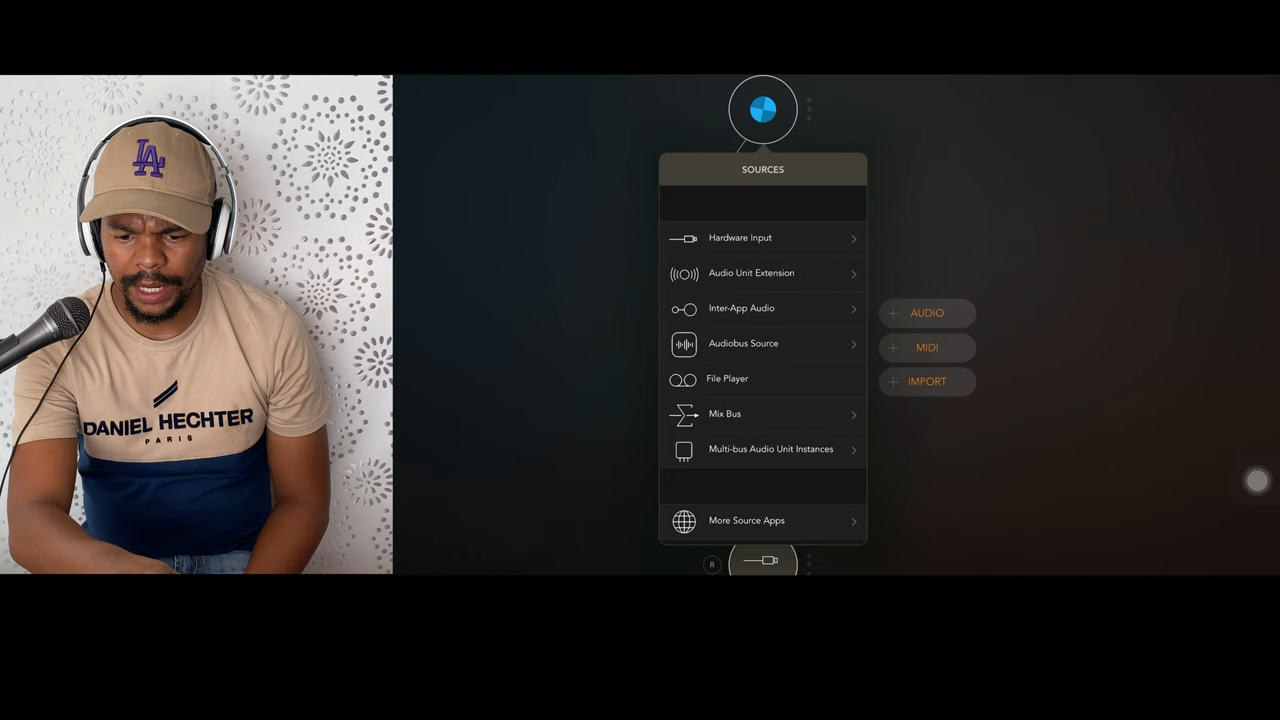 LA
DANIEL HECHTER
PARIS
SOURCES
Hardware Input
Audio Unit Extension
Inter-App Audio
Audiobus Source
File Player
Mix Bus
Multi-bus Audio Unit Instances
More Source Apps
AUDIO
MIDI
IMPORT
R